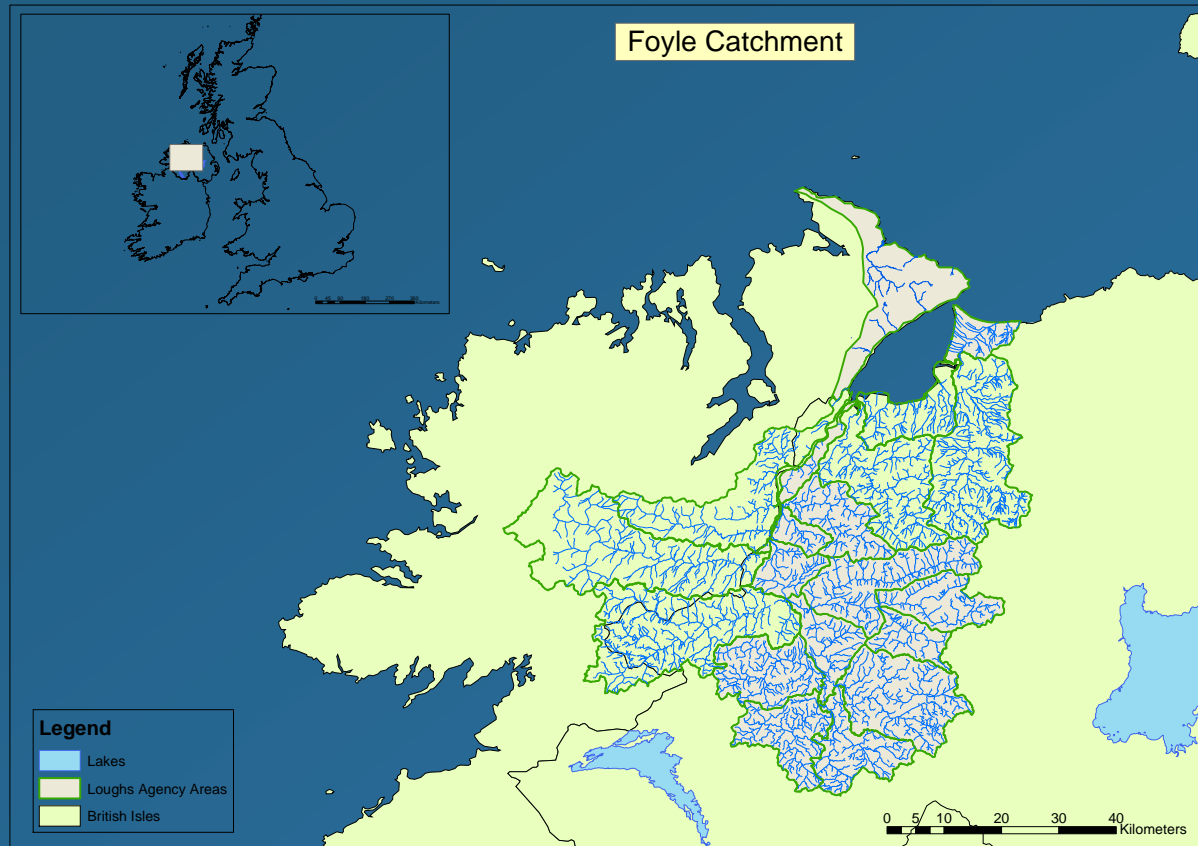 Foyle Catchment
Legend
Lakes
Loughs Agency Areas
British Isles
0 5 10 20 30 40
Kilometers